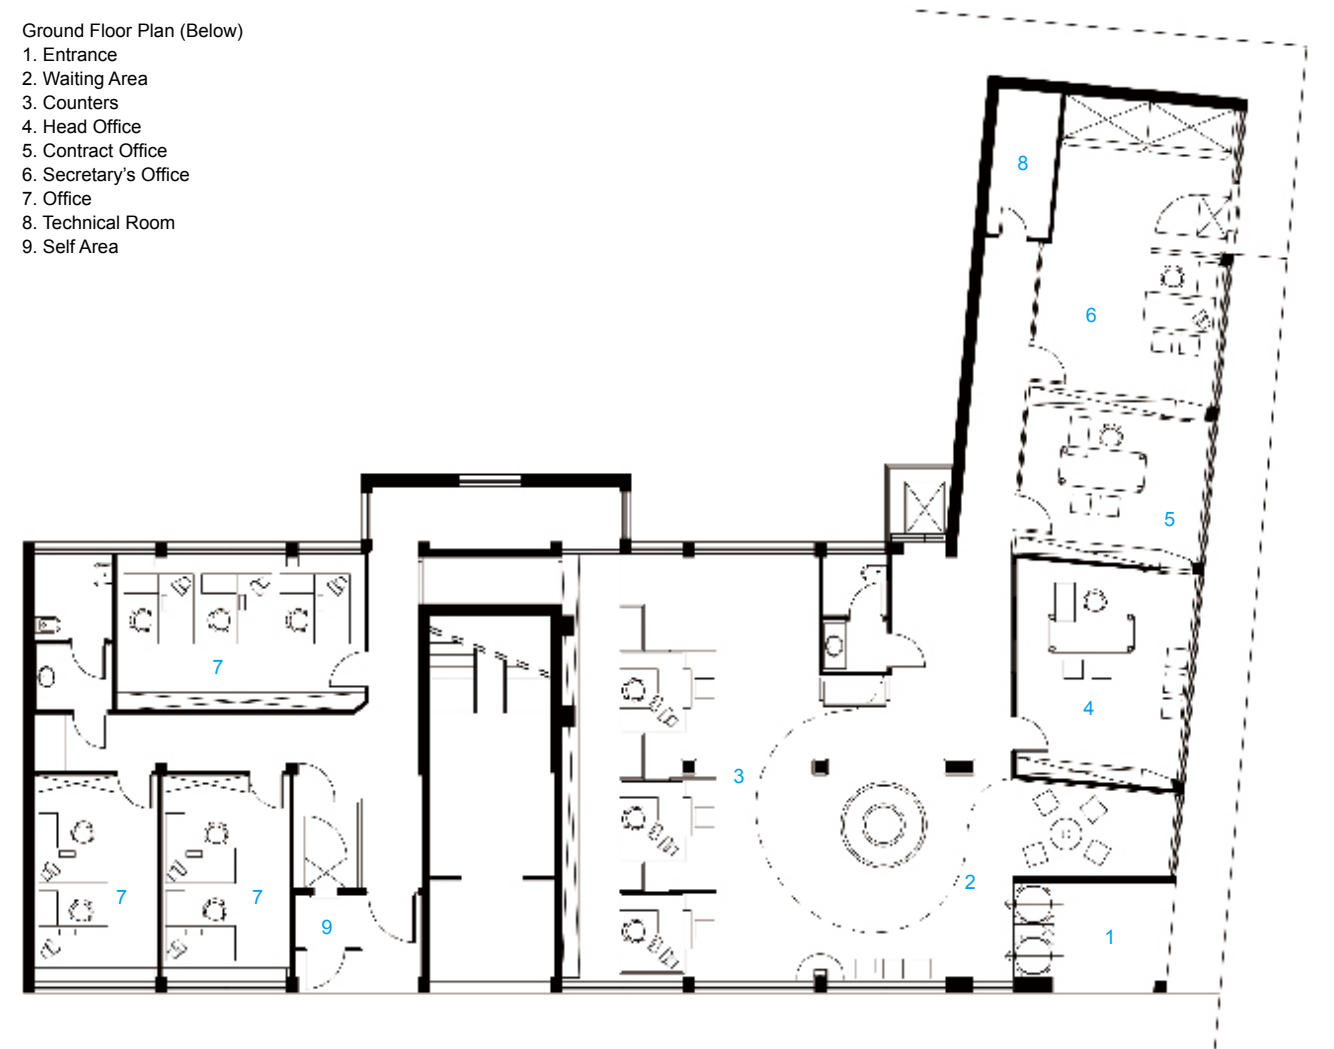 Ground Floor Plan (Below)
1. Entrance
2. Waiting Area
3. Counters
4. Head Office
5. Contract Office
6. Secretary’s Office
7. Office
8. Technical Room
9. Self Area
8
6
5
7
4
3
7
7
2
9
1